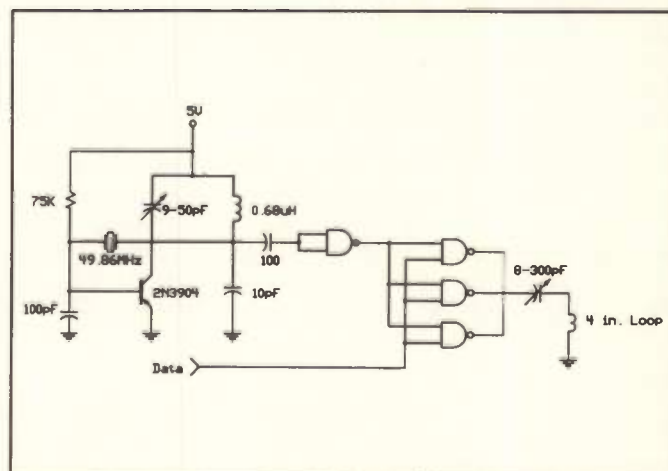 5V
75K
9-50pF
0.68uH
49.86MHz
100
8-300pF
2N3904
10pF
100pF
4 in. Loop
Data